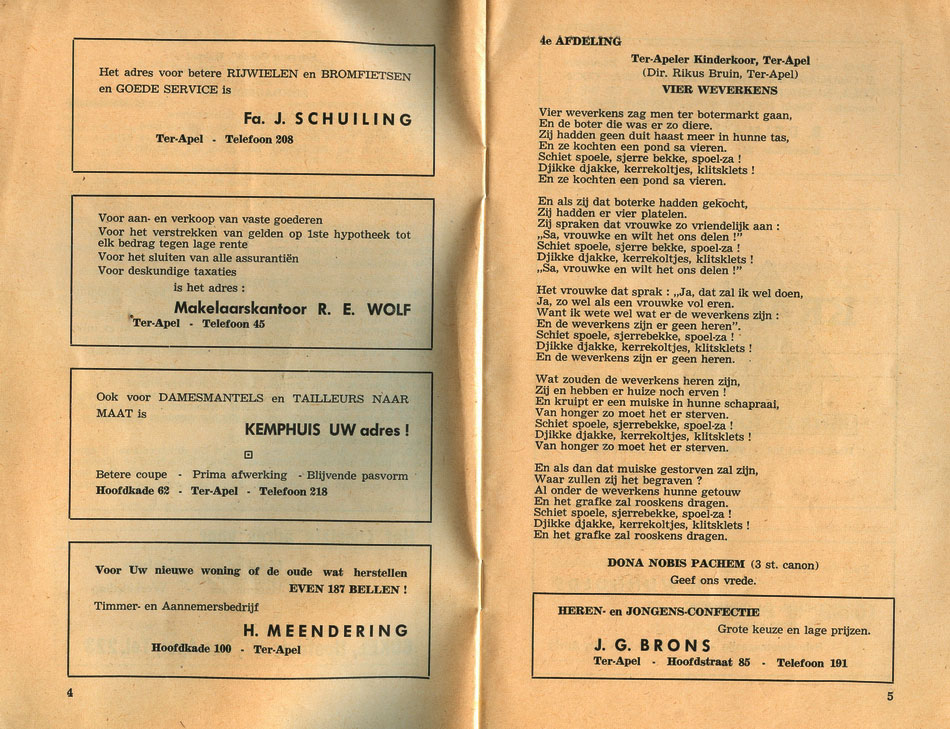 Het adres voor betere RIJWIELEN en BROMFIETSEN
en GOEDE SERVICE is
Fa. J. SCHUILING
Ter-Apel - Telefoon 208
Voor aan- en verkoop van vaste goederen
Voor het verstrekken van gelden op 1ste hypotheek tot
elk bedrag tegen lage rente
Voor het sluiten van alle assurantiën
Voor deskundige taxaties
is het adres :
Makelaarskantoor R. E. WOLF
Ter-Apel - Telefoon 45
Ook voor DAMESMANTELS en TAILLEURS NAAR
MAAT is
KEMPHUIS UW adres !
Betere coupe - Prima afwerking - Blijvende pasvorm
Hoofdkade 62 - Ter-Apel - Telefoon 218
Voor Uw nieuwe woning of de oude wat herstellen
EVEN 187 BELLEN !
Timmer- en Aannemersbedrijf
H. MEENDERING
Hoofdkade 100 - Ter-Apel
4
4e AFDELING
Ter-Apeler Kinderkoor, Ter-Apel
(Dir. Rikus Bruin, Ter-Apel)
VIER WEVERKENS
Vier weverkens zag men ter botermarkt gaan,
En de boter die was er zo diere.
Zij hadden geen duit haast meer in hunne tas,
En ze kochten een pond sa vieren.
Schiet spoele, sjerre bekke, spoel-za !
Djikke djakke, kerrekoltjes, klitsklets !
En ze kochten een pond sa vieren.
En als zij dat boterke hadden gekocht,
Zij hadden er vier platelen.
Zij spraken dat vrouwke zo vriendelijk aan :
„Sa, vrouwke en wilt het ons delen !”
Schiet spoele, sjerre bekke, spoel-za !
Djikke djakke, kerrekoltjes, klitsklets !
„Sa, vrouwke en wilt het ons delen !”
Het vrouwke dat sprak : „Ja, dat zal ik wel doen,
Ja, zo wel als een vrouwke vol eren.
Want ik wete wel wat er de weverkens zijn :
En de weverkens zijn er geen heren”.
Schiet spoele, sjerrebekke, spoel-za !
Djikke djakke, kerrekoltjes, klitsklets !
En de weverkens zijn er geen heren.
Wat zouden de weverkens heren zijn,
Zij en hebben er huize noch erven !
En kruipt er een muiske in hunne schapraai,
Van honger zo moet het er sterven.
Schiet spoele, sjerrebekke, spoel-za !
Djikke djakke, kerrekoltjes, klitsklets !
Van honger zo moet het er sterven.
En als dan dat muiske gestorven zal zijn,
Waar zullen zij het begraven ?
Al onder de weverkens hunne getouw
En het grafke zal rooskens dragen.
Schiet spoele, sjerrebekke, spoel-za !
Djikke djakke, kerrekoltjes, klitsklets !
En het grafke zal rooskens dragen.
DONA NOBIS PACHEM (3 st. canon)
Geef ons vrede.
HEREN- en JONGENS-CONFECTIE
Grote keuze en lage prijzen.
J. G. BRONS
Ter-Apel - Hoofdstraat 85 - Telefoon 191
5